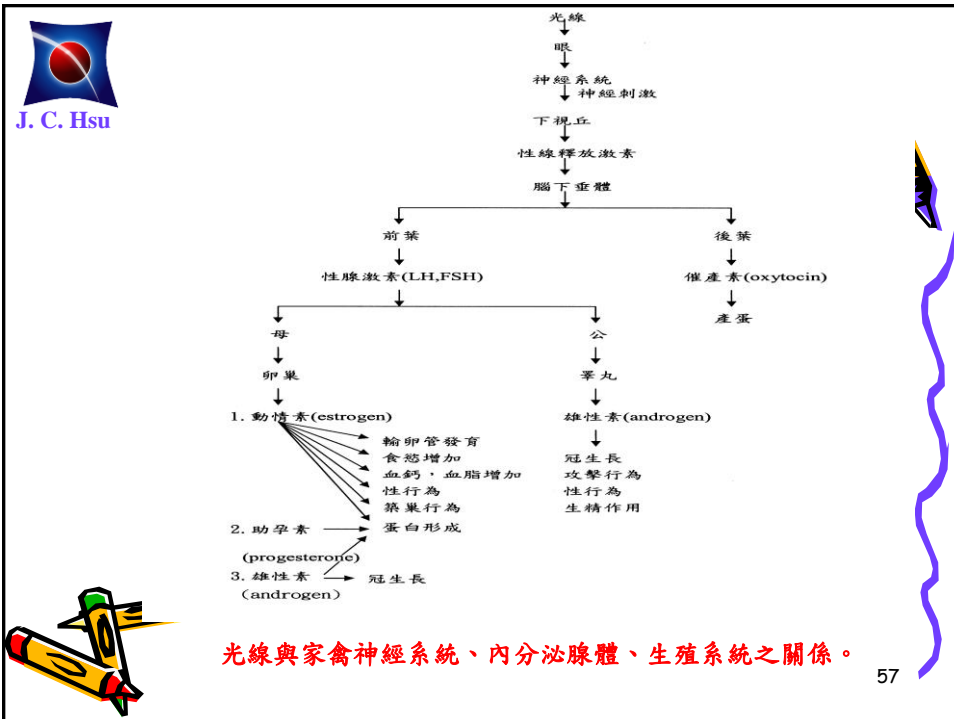 J. C. Hsu
光線
眼
神經系統
神經刺激
下視丘
性線釋放激素
腦下垂體
前葉
後葉
性腺激素(LH,FSH)
催產素(oxytocin)
產蛋
母
公
卵巢
睪丸
1. 動情素(estrogen)
雄性素(androgen)
輸卵管發育
食慾增加
血鈣，血脂增加
性行為
築巢行為
蛋白形成
冠生長
攻擊行為
性行為
生精作用
2. 助孕素
(progesterone)
3. 雄性素
(androgen)
冠生長
光線與家禽神經系統、內分泌腺體、生殖系統之關係。
57